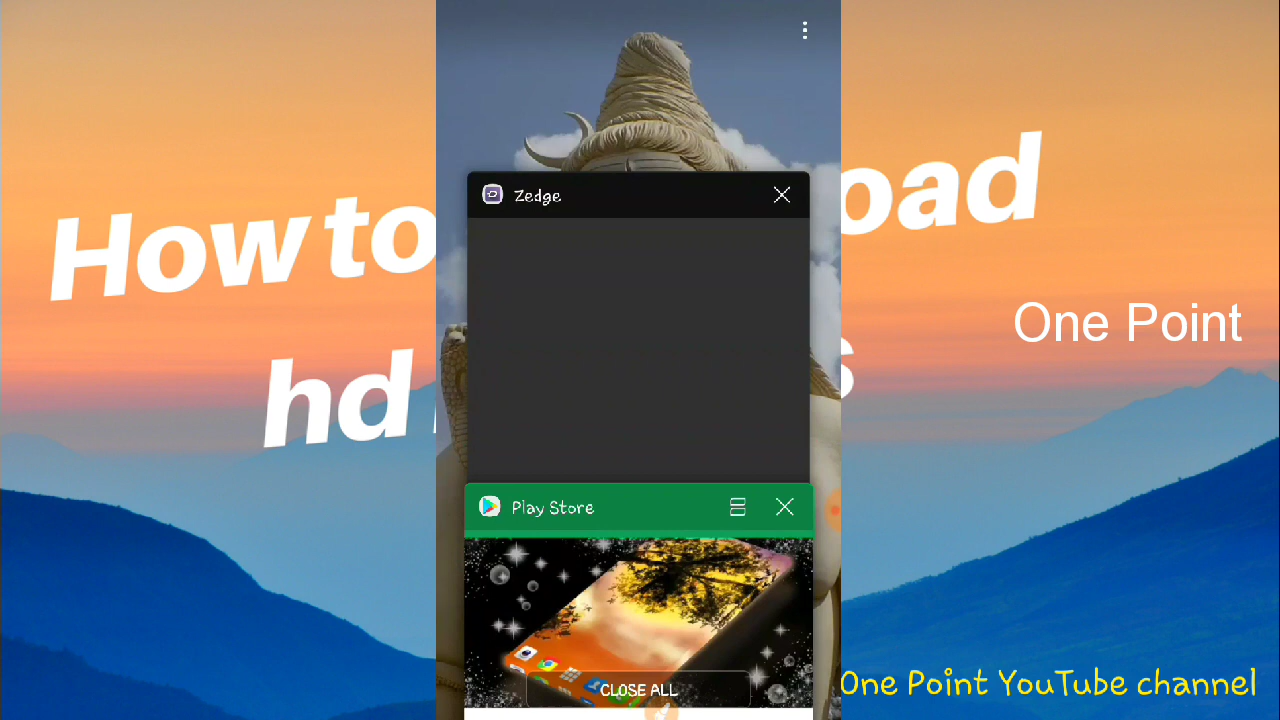 How to oad
hd s
One Point
Zedge
Play Store
CLOSE ALL
One Point YouTube channel